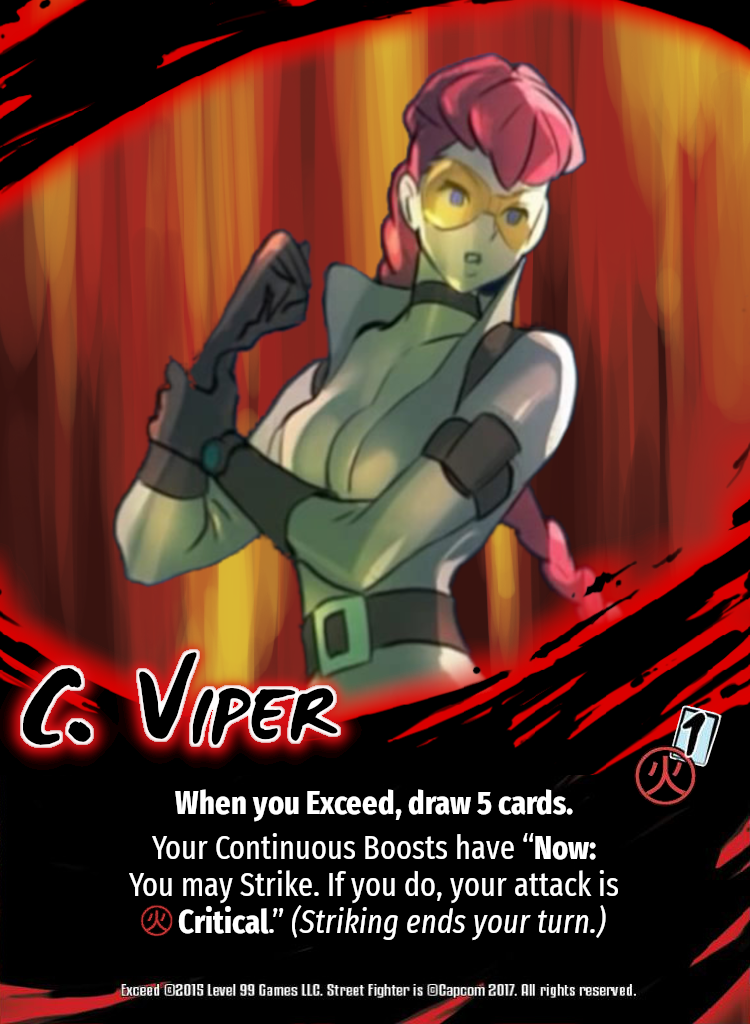 C. VIPER
1
火
When you Exceed, draw 5 cards.
Your Continuous Boosts have “Now:
You may Strike. If you do, your attack is
火 Critical.” (Striking ends your turn.)
Exceed ©2015 Level 99 Games LLC. Street Fighter is ©Capcom 2017. All rights reserved.